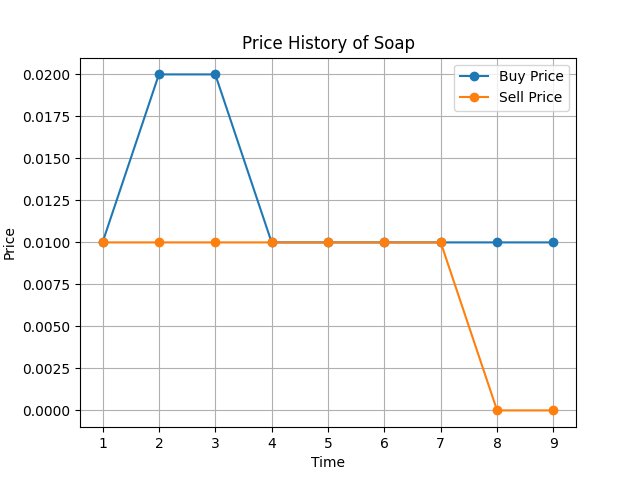 Price History of Soap
Buy Price
Sell Price
0.0200
0.0175
0.0150
0.0125
0.0100
0.0075
0.0050
0.0025
0.0000
Price
1 2 3 4 5 6 7 8 9
Time